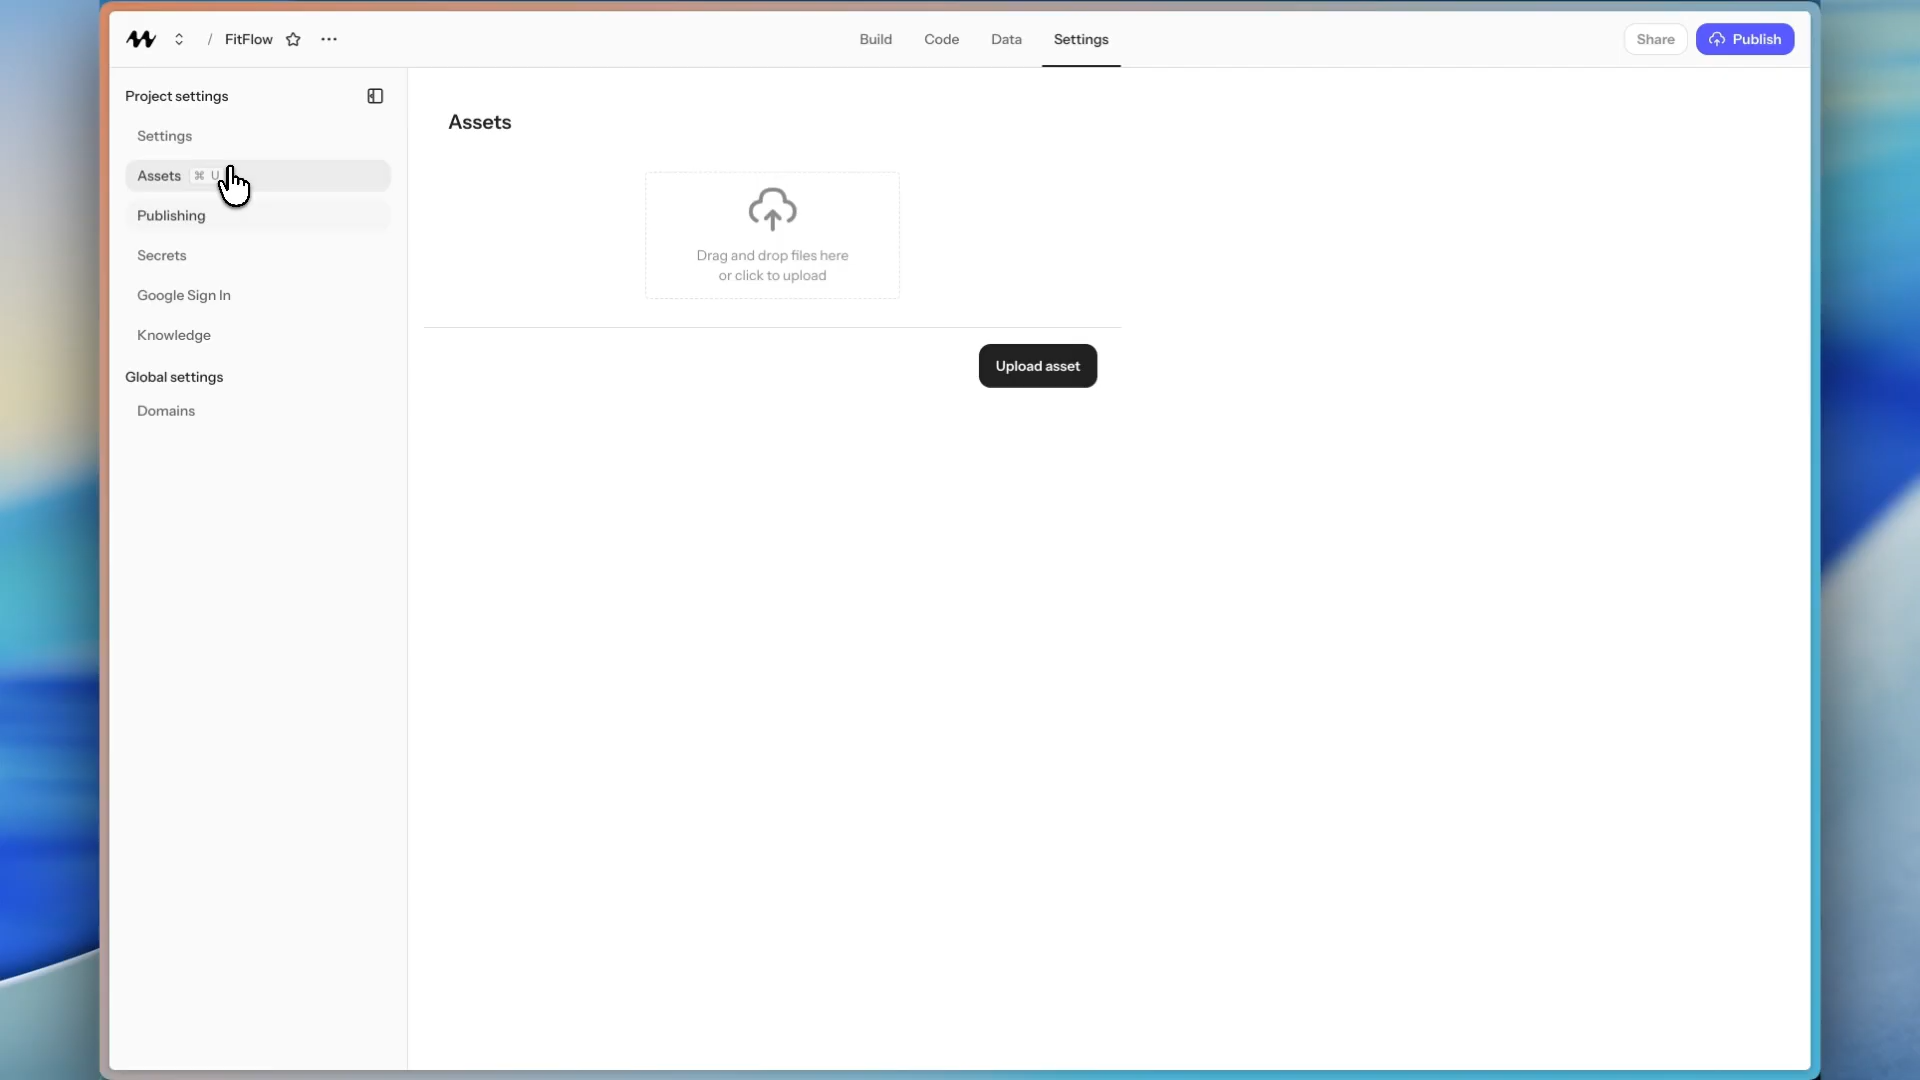 / FitFlow
Build
Code
Data
Settings
Share
Publish
Project settings
Settings
Assets ⌘ U
Publishing
Secrets
Google Sign In
Knowledge
Global settings
Domains
Assets
Drag and drop files here
or click to upload
Upload asset